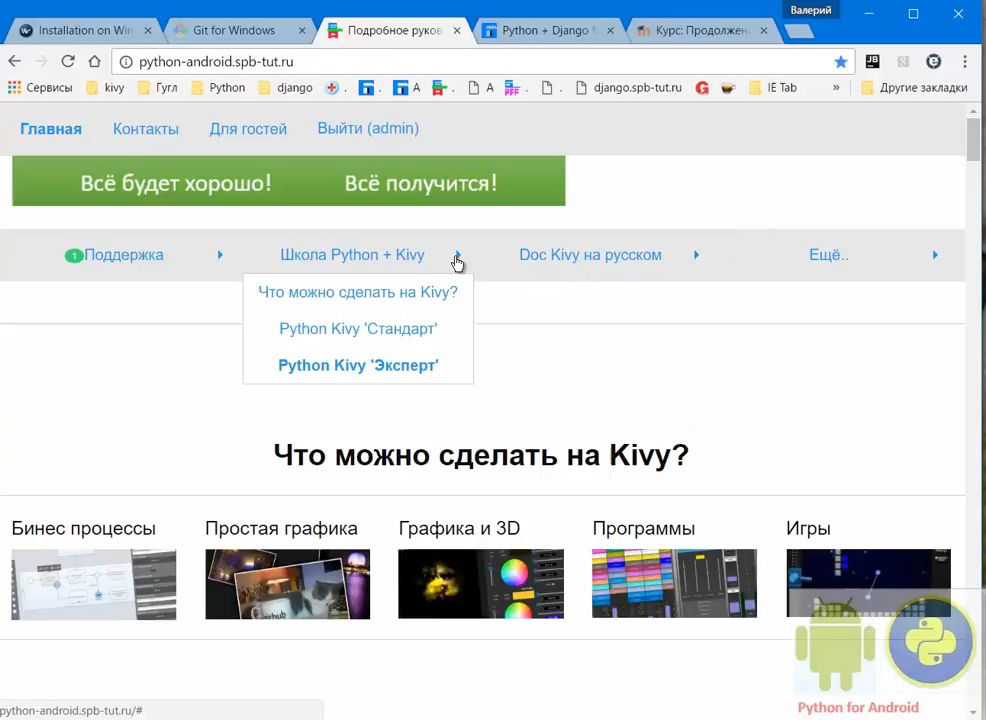 Валерий
Installation on Win
Git for Windows
Подробное руков
Python + Django
Курс: Продолжен
python-android.spb-tut.ru
Сервисы
kivy
Гугл
Python
django
A
A
django.spb-tut.ru
IE Tab
»
Другие закладки
Главная
Контакты
Для гостей
Выйти (admin)
Всё будет хорошо! Всё получится!
1 Поддержка
Школа Python + Kivy
Doc Kivy на русском
Ещё..
Что можно сделать на Kivy?
Python Kivy 'Стандарт'
Python Kivy 'Эксперт'
Что можно сделать на Kivy?
Бинес процессы
Простая графика
Графика и 3D
Программы
Игры
Python for Android
python-android.spb-tut.ru/#